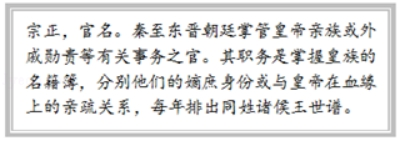 宗正，官名。秦至东晋朝廷掌管皇帝亲族或外
戚勋贵等有关事务之官。其职务是掌握皇族的
名籍簿，分别他们的嫡庶身份或与皇帝在血缘
上的亲疏关系，每年排出同姓诸侯王世谱。